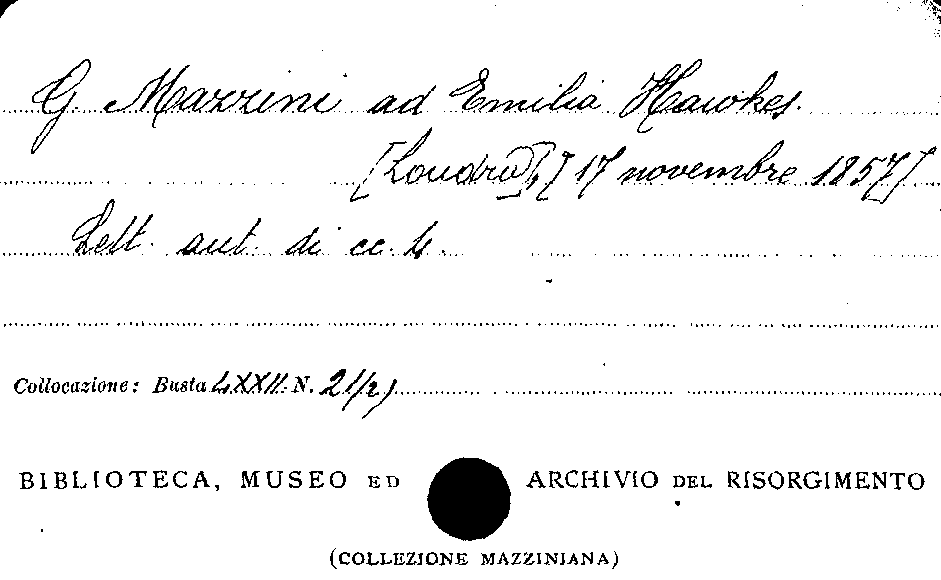 G. Mazzini ad Emilia Hawkes.
[Londra], [17 novembre 1857]
Lett. aut. di cc. 4.
Collocazione: Busta LXXII. N. 21/2)
BIBLIOTECA, MUSEO ED ARCHIVIO DEL RISORGIMENTO
(COLLEZIONE MAZZINIANA)